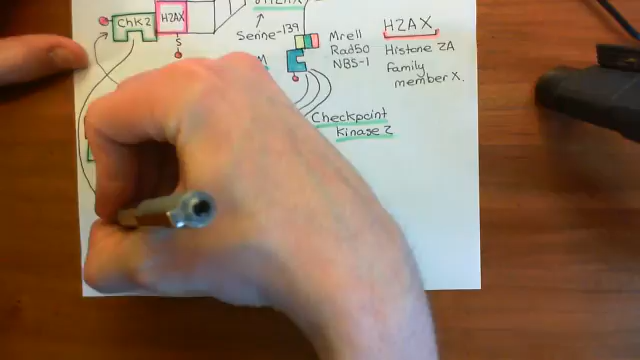 Chk2
H2AX
S
γH2AX
Serine-139
M
Mre11
Rad50
NBS-1
H2AX
Histone 2A
family
member X.
Checkpoint
kinase 2